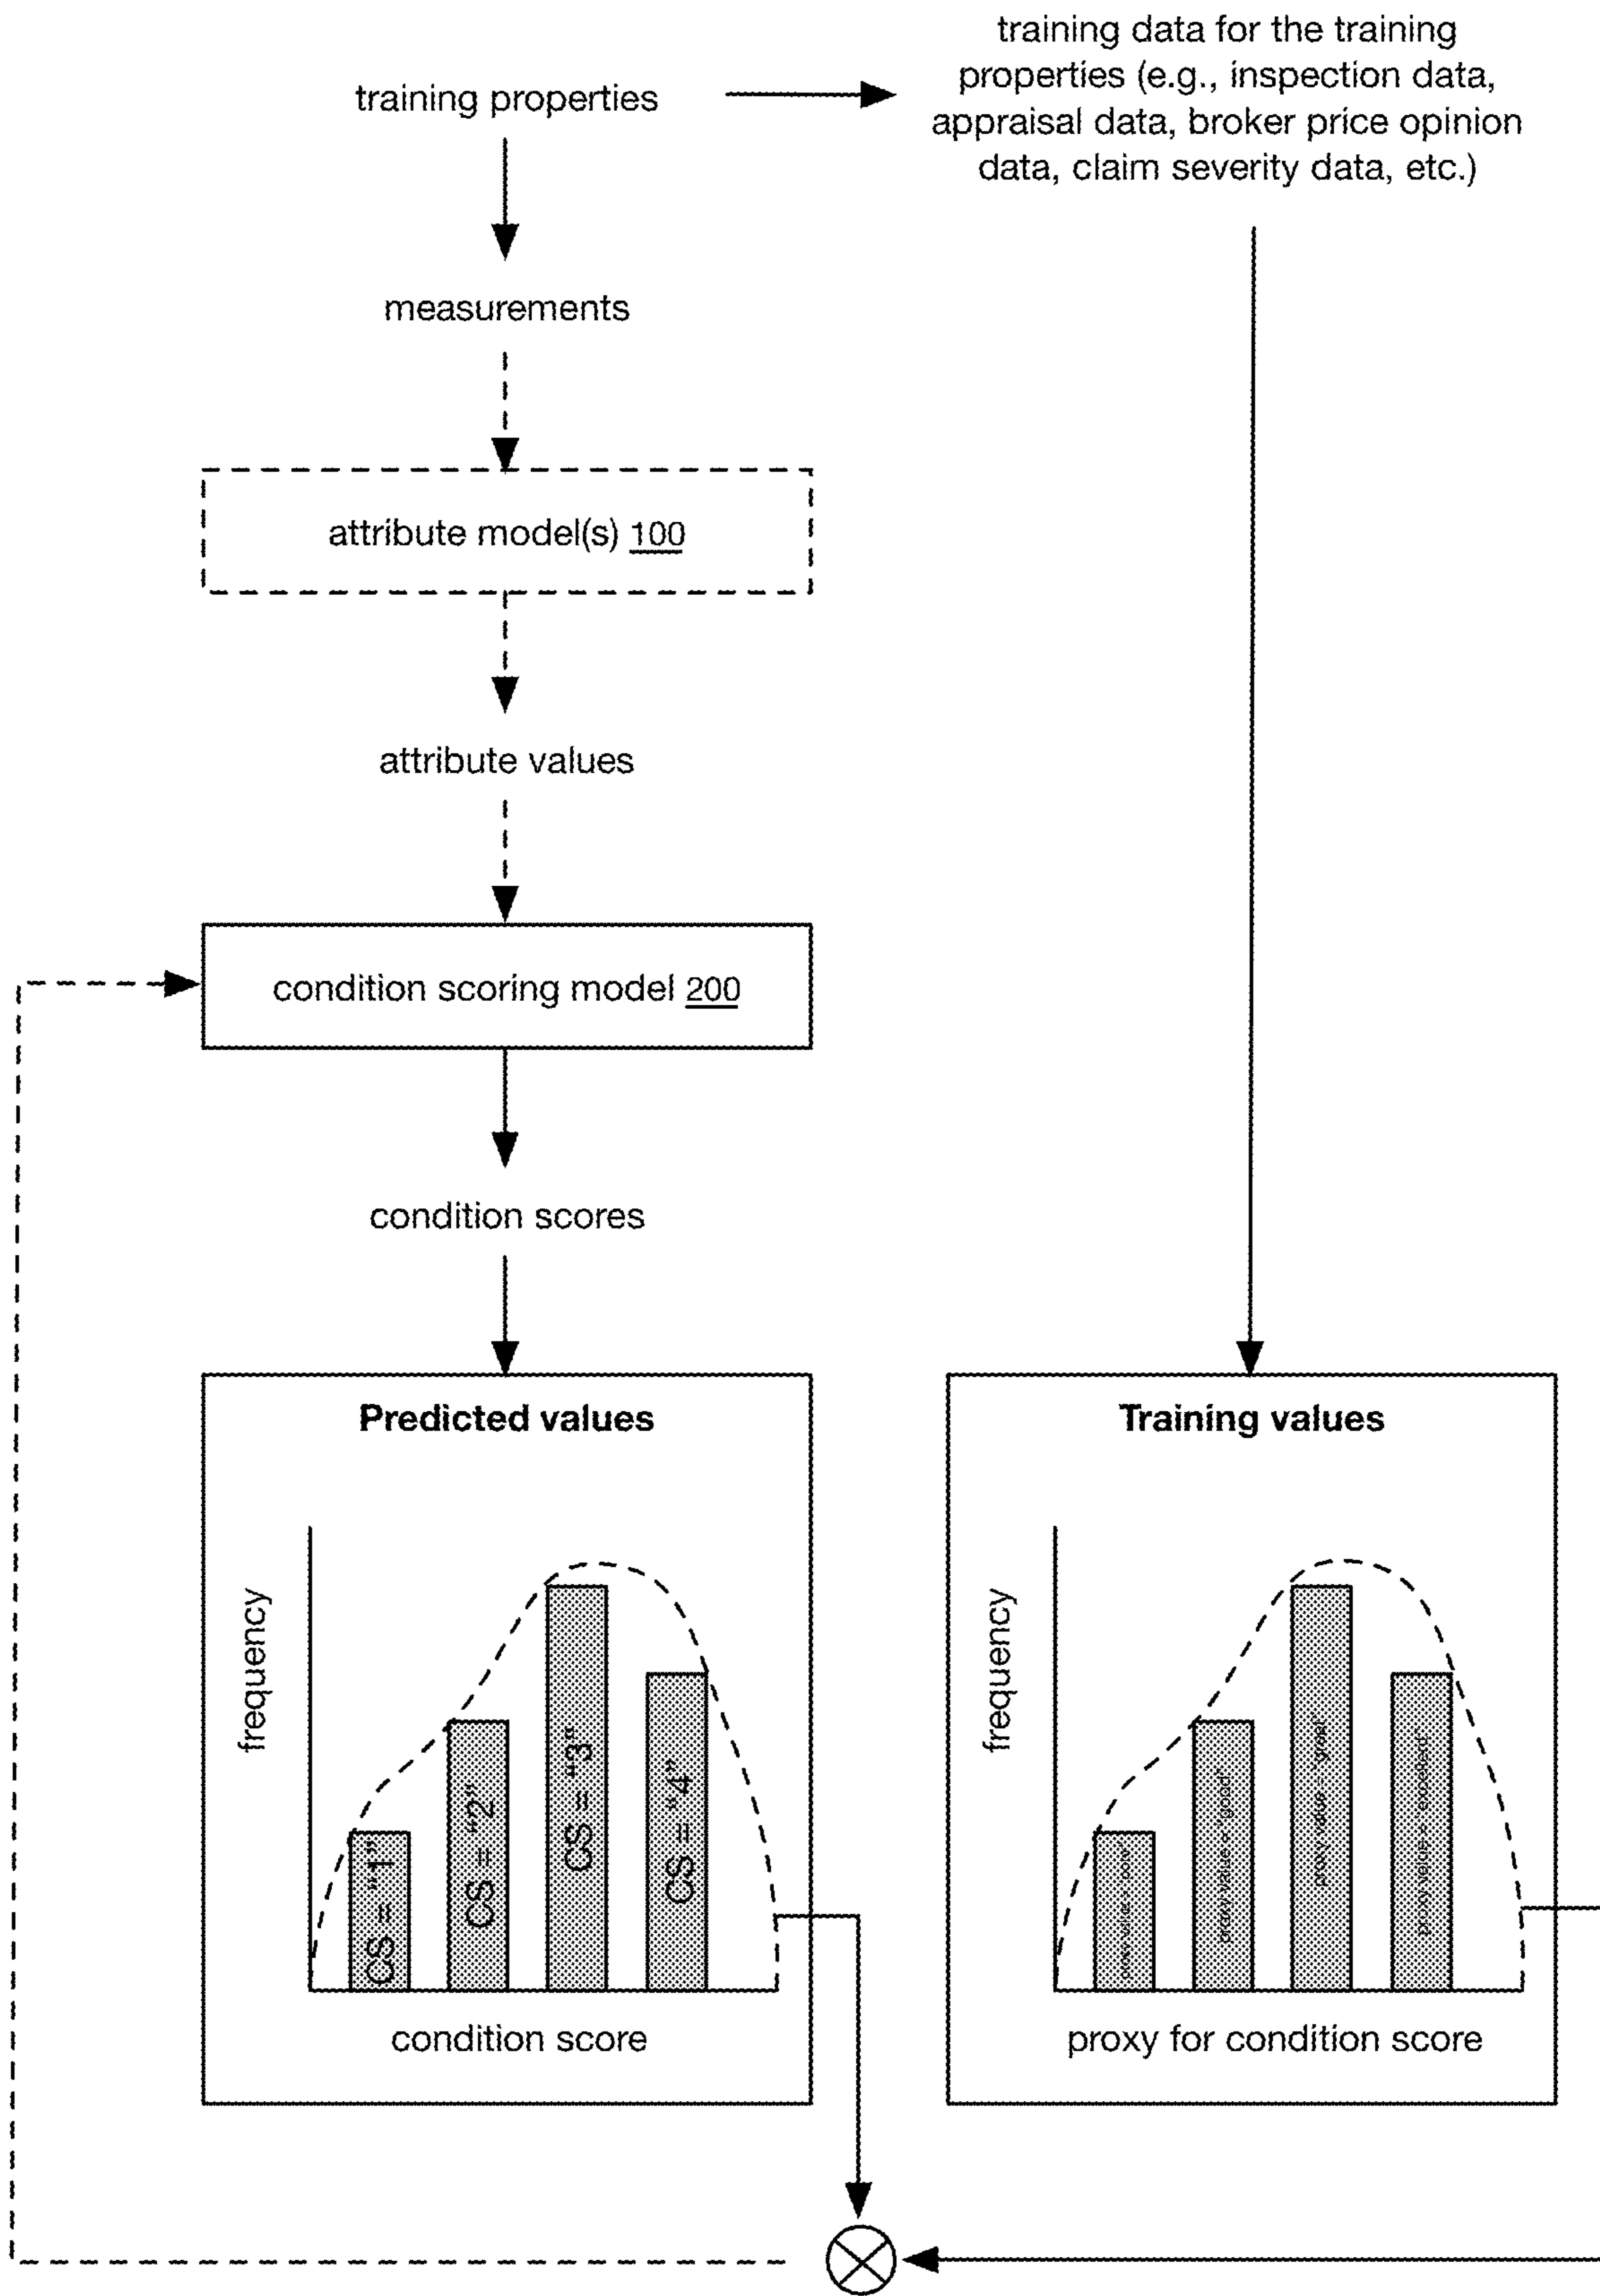 training properties
training data for the training
properties (e.g., inspection data,
appraisal data, broker price opinion
data, claim severity data, etc.)
measurements
attribute model(s) 100
attribute values
condition scoring model 200
condition scores
Predicted values
frequency
CS = "1"
CS = "2"
CS = "3"
CS = "4"
condition score
Training values
frequency
proxy value = "poor"
proxy value = "good"
proxy value = "great"
proxy value = "excellent"
proxy for condition score